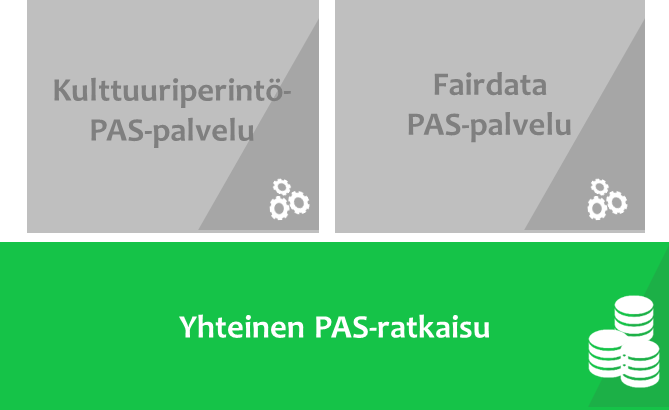 Kulttuuriperintö-
PAS-palvelu
Fairdata
PAS-palvelu
Yhteinen PAS-ratkaisu